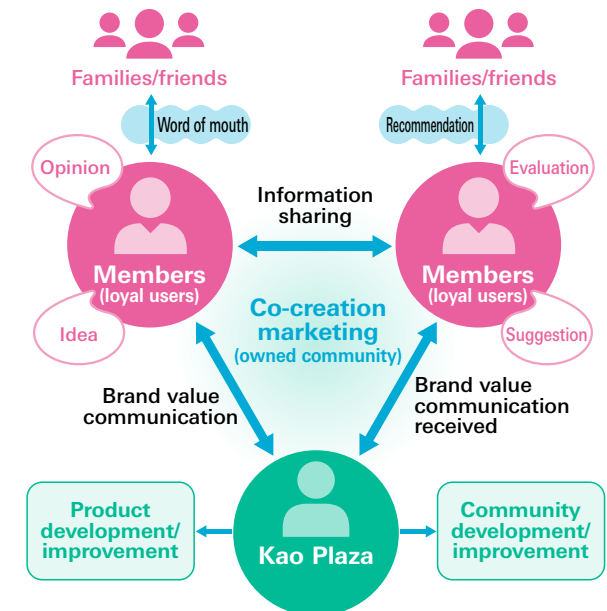 Families/friends
Families/friends
Word of mouth
Recommendation
Opinion
Evaluation
Information
sharing
Members
(loyal users)
Members
(loyal users)
Idea
Co-creation
marketing
(owned community)
Suggestion
Brand value
communication
Brand value
communication
received
Product
development/
improvement
Kao Plaza
Community
development/
improvement